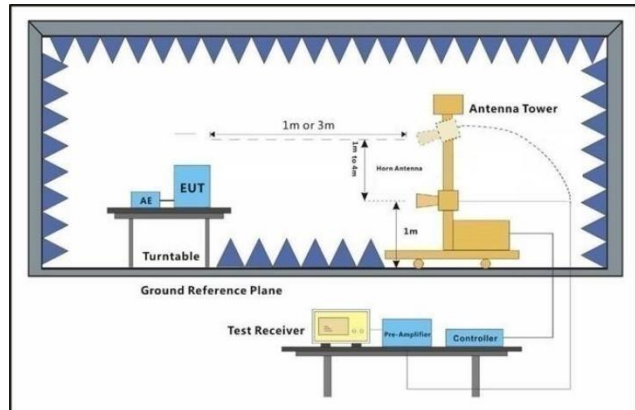 1m or 3m
Antenna Tower
1m to 4m
Horn Antenna
EUT
AE
1m
Turntable
Ground Reference Plane
Test Receiver
Pre-Amplifier
Controller